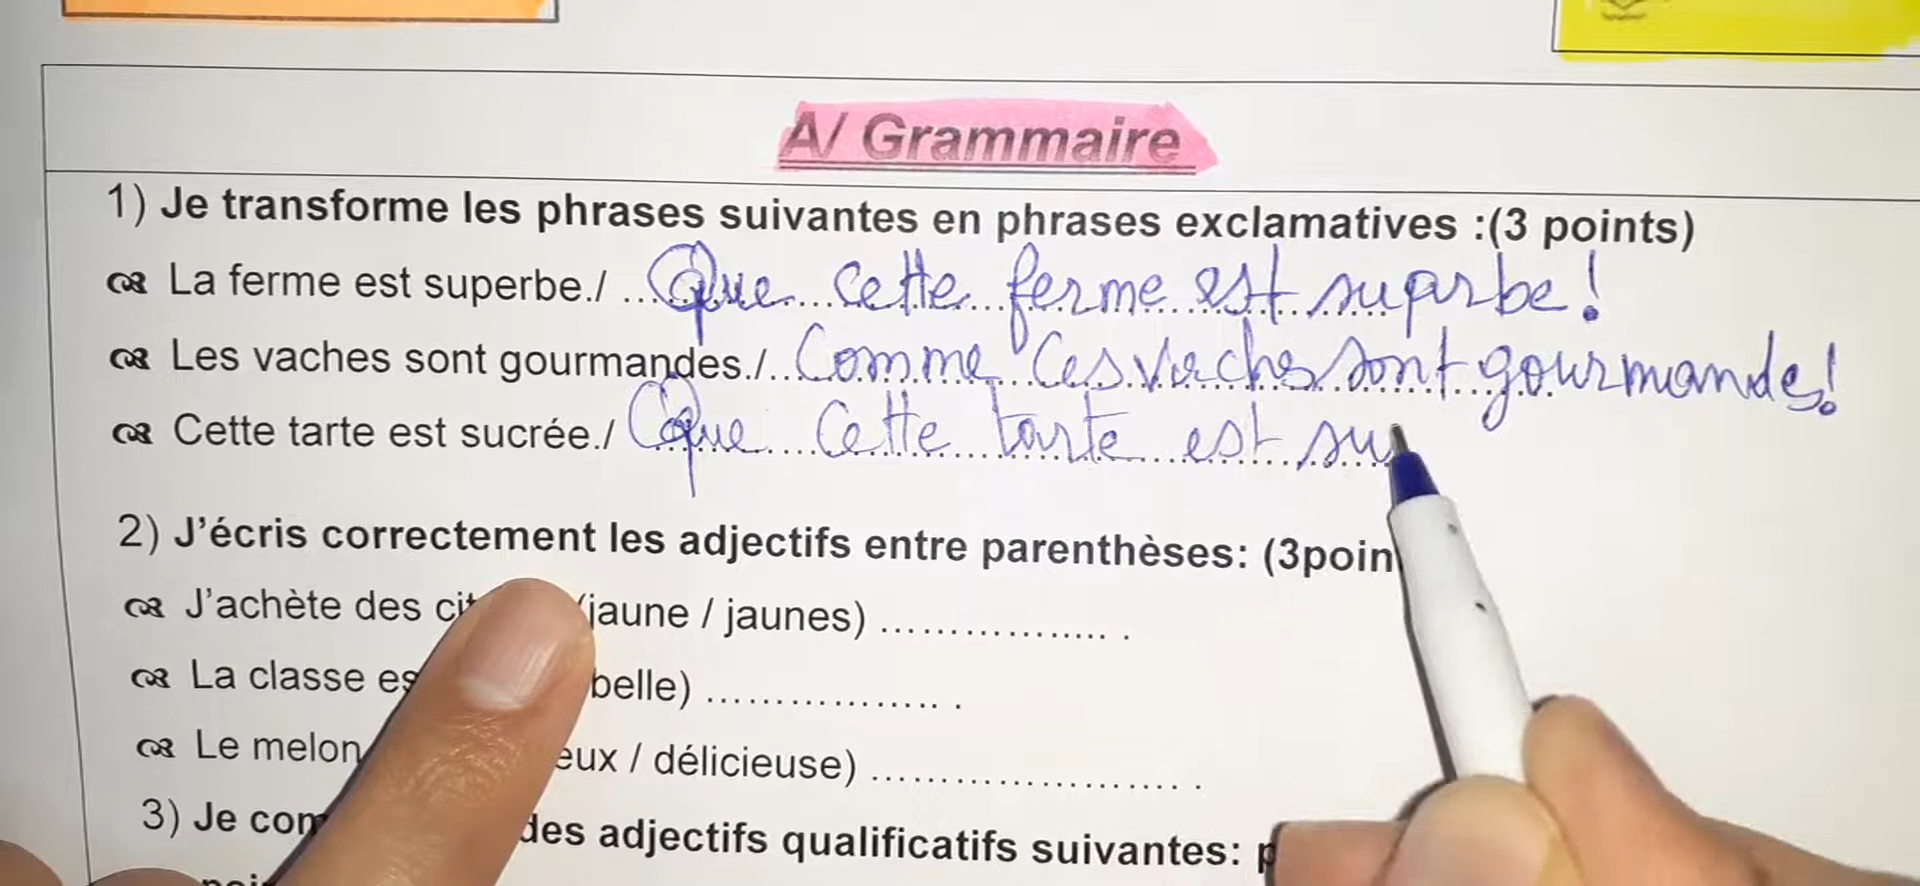 A/ Grammaire
1) Je transforme les phrases suivantes en phrases exclamatives :(3 points)
La ferme est superbe./ Que cette ferme est superbe!
Les vaches sont gourmandes./ Comme ces vaches sont gourmandes!
Cette tarte est sucrée./ Que cette tarte est su
2) J'écris correctement les adjectifs entre parenthèses: (3poin
J'achète des cit (jaune / jaunes) ................... .
La classe es belle) .................... .
Le melon eux / délicieuse) ........................... .
3) Je com des adjectifs qualificatifs suivantes: p